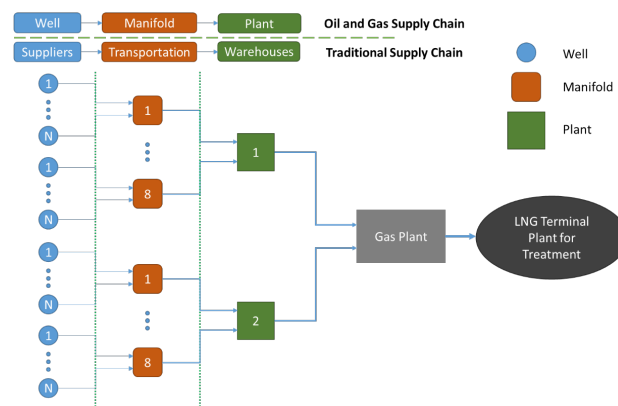 Well Manifold Plant Oil and Gas Supply Chain
Suppliers Transportation Warehouses Traditional Supply Chain
Well
Manifold
Plant
1
N
1
N
1
N
1
N
1
8
1
8
1
2
Gas Plant
LNG Terminal
Plant for
Treatment